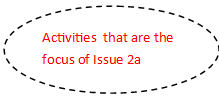 Activities that are the
focus of Issue 2a